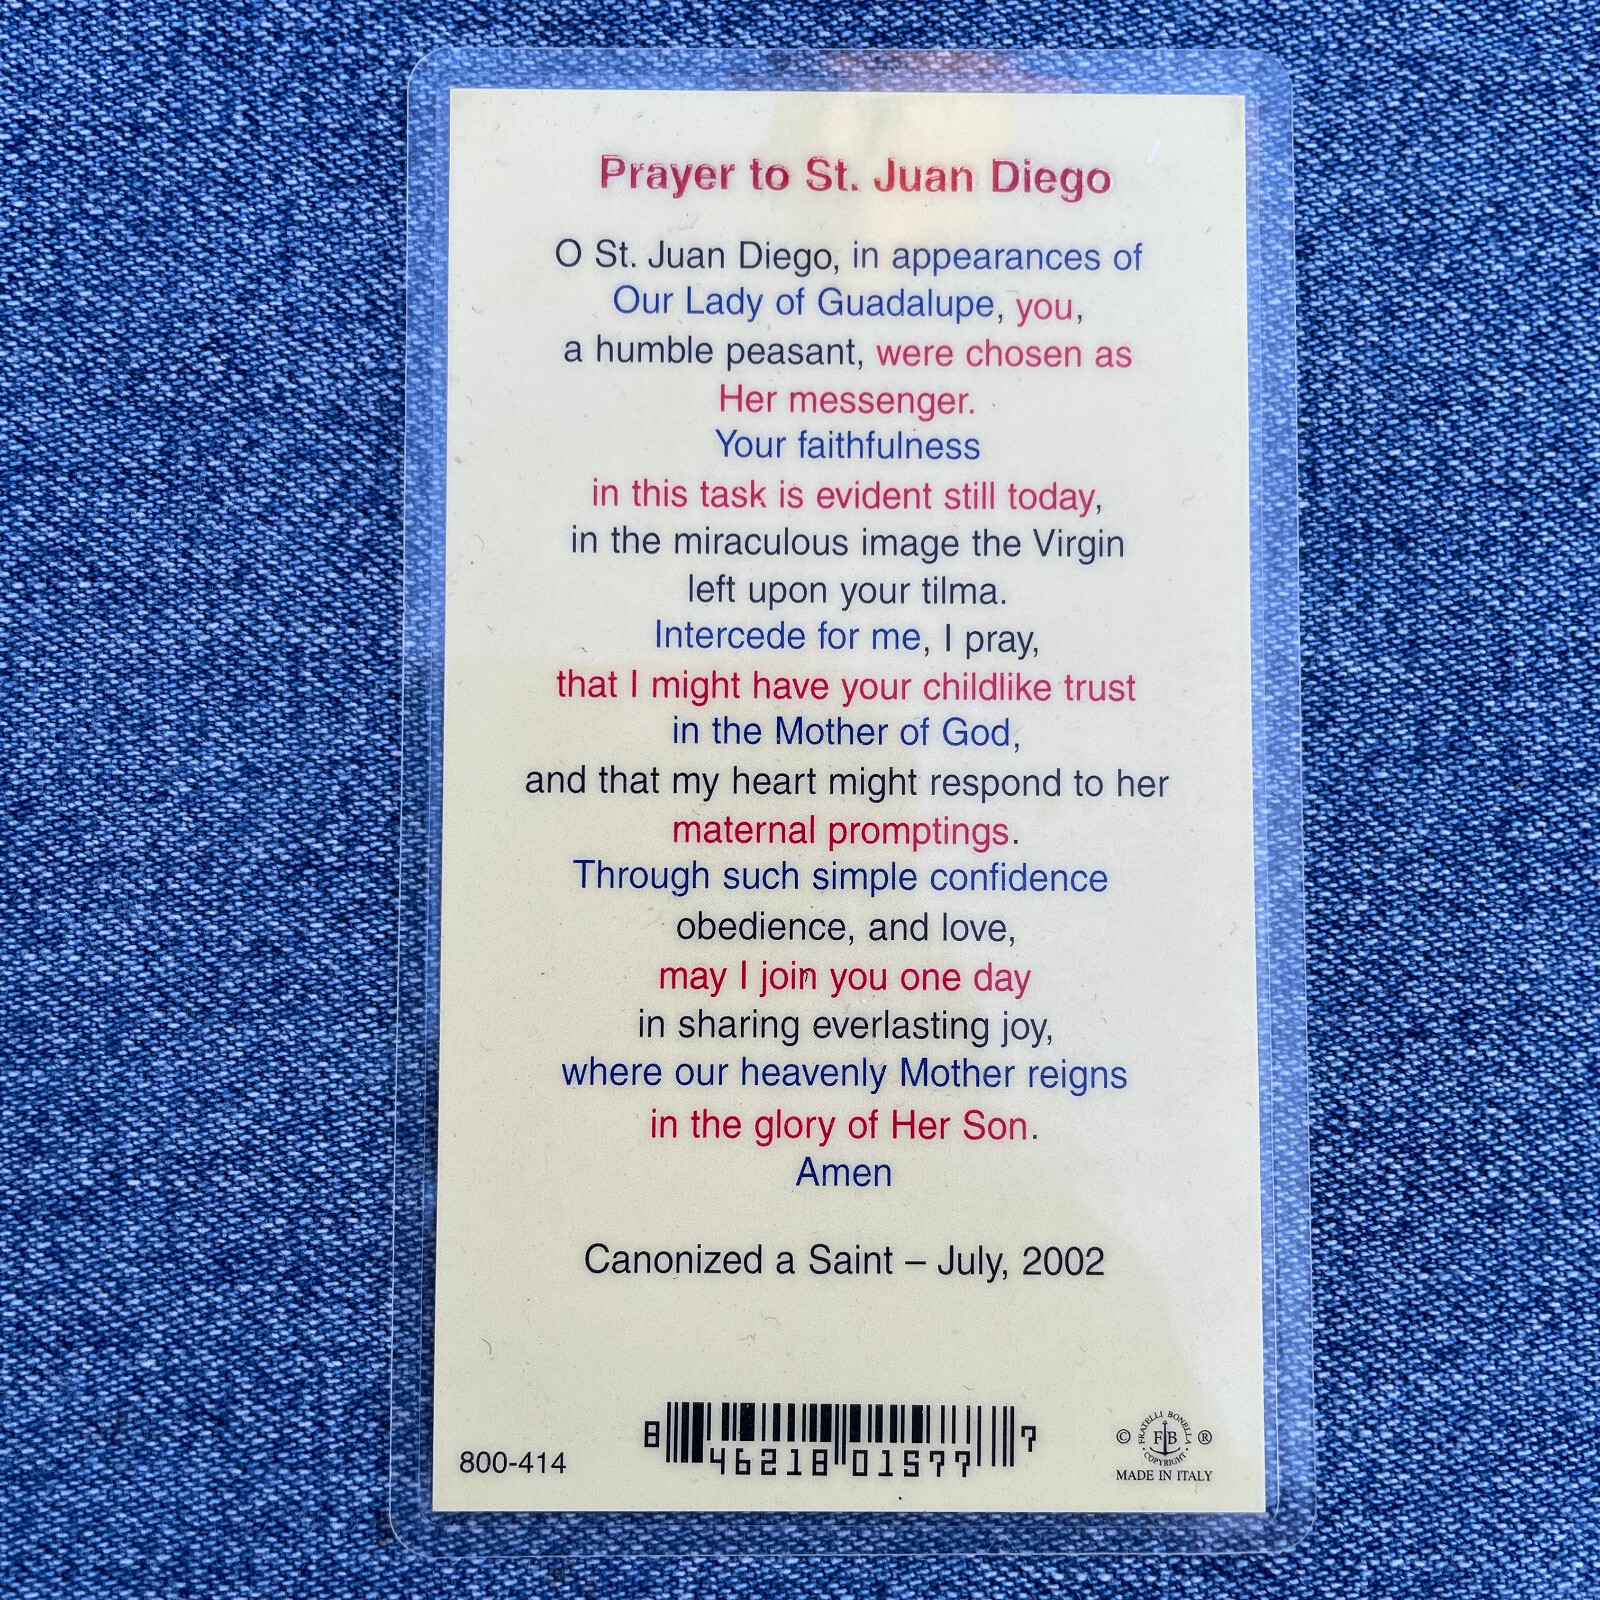 Prayer to St. Juan Diego
O St. Juan Diego, in appearances of
Our Lady of Guadalupe, you,
a humble peasant, were chosen as
Her messenger.
Your faithfulness
in this task is evident still today,
in the miraculous image the Virgin
left upon your tilma.
Intercede for me, I pray,
that I might have your childlike trust
in the Mother of God,
and that my heart might respond to her
maternal promptings.
Through such simple confidence
obedience, and love,
may I join you one day
in sharing everlasting joy,
where our heavenly Mother reigns
in the glory of Her Son.
Amen
Canonized a Saint – July, 2002
800-414
8 46218 01577 7
© FRATELLI BONELLA FB COPYRIGHT ®
MADE IN ITALY